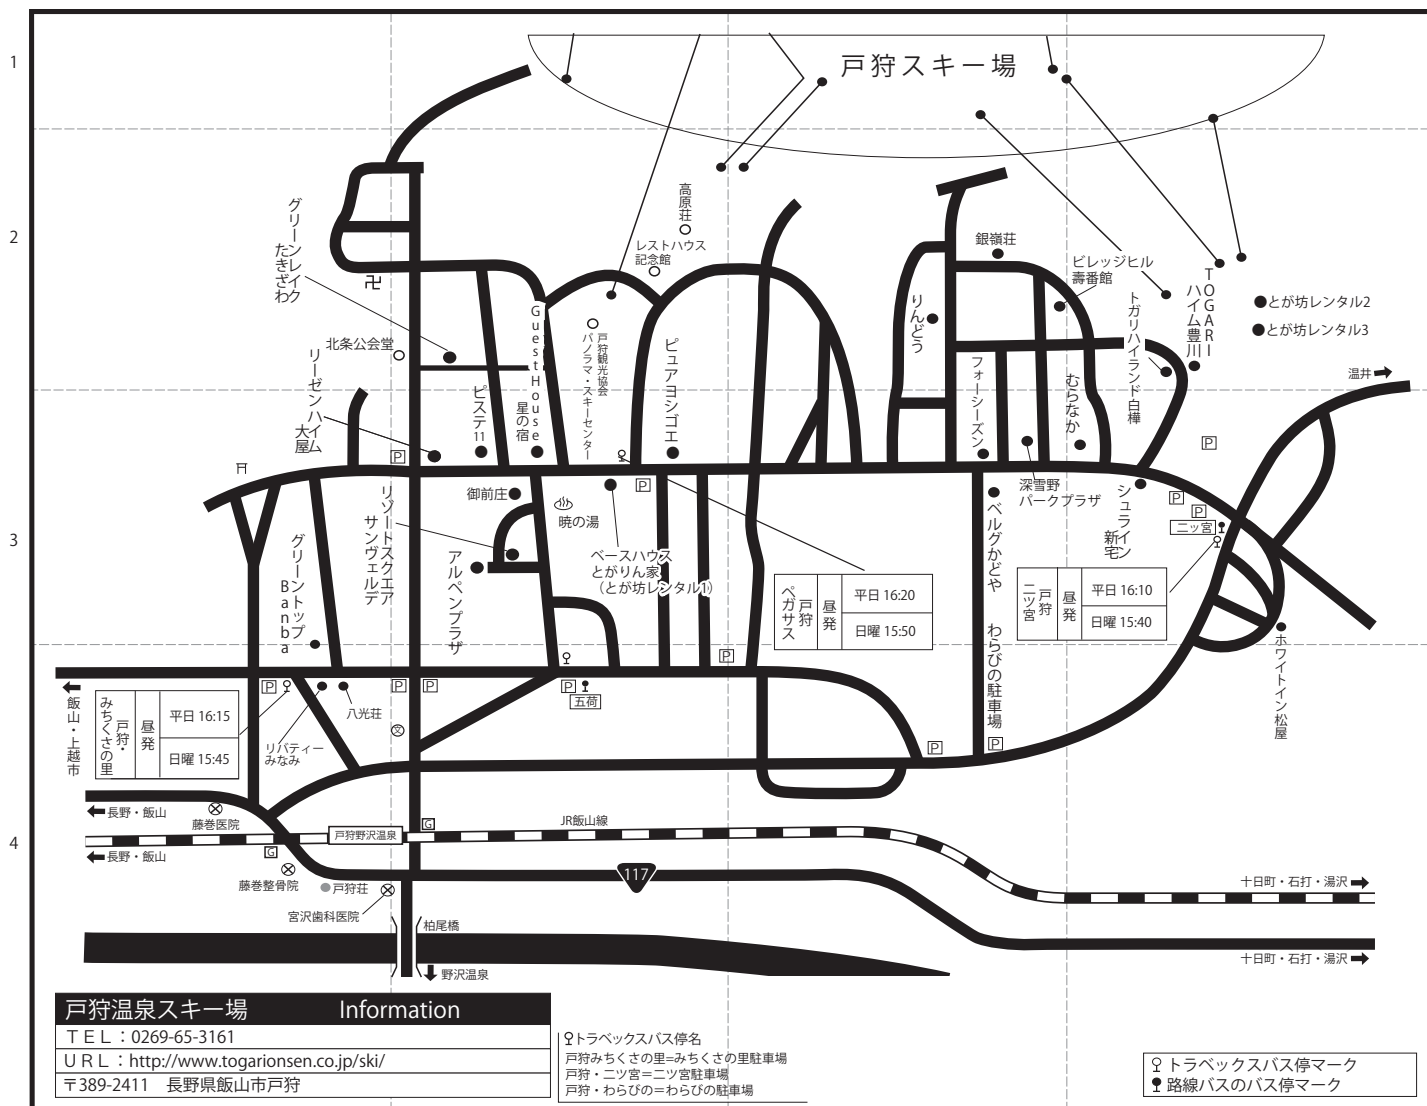 1
戸狩スキー場
2
高原荘
レストハウス
記念館
グリーンレイク
たきざわ
卍
銀嶺荘
ビレッジヒル
壽番館
TOGARI
ハイム豊川
とが坊レンタル2
とが坊レンタル3
北条公会堂
Guest House
星の宿
戸狩観光協会
パノラマ・スキーセンター
ピュアヨシゴエ
りんどう
トガリハイランド白樺
温井
リーゼンハイム
大屋
ピステ11
フォーシーズン
むらなか
P
P
P
リゾートスクエア
サンヴェルデ
御前庄
暁の湯
深雪野
パークプラザ
シュライン
新宅
P
P
二ッ宮
3
グリーントップ
Banba
アルペンプラザ
ベースハウス
とがりん家
(とが坊レンタル1)
ベルグかどや
戸狩
ペガサス
昼発
平日 16:20
日曜 15:50
戸狩
二ツ宮
昼発
平日 16:10
日曜 15:40
わらびの駐車場
ホワイトイン松屋
P
P
P
P
P
五荷
八光荘
リバティー
みなみ
文
P
P
飯山・上越市
戸狩・
みちくさの里
昼発
平日 16:15
日曜 15:45
長野・飯山
藤巻医院
戸狩野沢温泉
G
JR飯山線
4
長野・飯山
G
藤巻整骨院
戸狩荘
宮沢歯科医院
117
十日町・石打・湯沢
柏尾橋
野沢温泉
十日町・石打・湯沢
戸狩温泉スキー場 Information
TEL：0269-65-3161
URL：http://www.togarionsen.co.jp/ski/
〒389-2411 長野県飯山市戸狩
トラベックスバス停名
戸狩みちくさの里=みちくさの里駐車場
戸狩・二ツ宮=二ツ宮駐車場
戸狩・わらびの＝わらびの駐車場
トラベックスバス停マーク
路線バスのバス停マーク